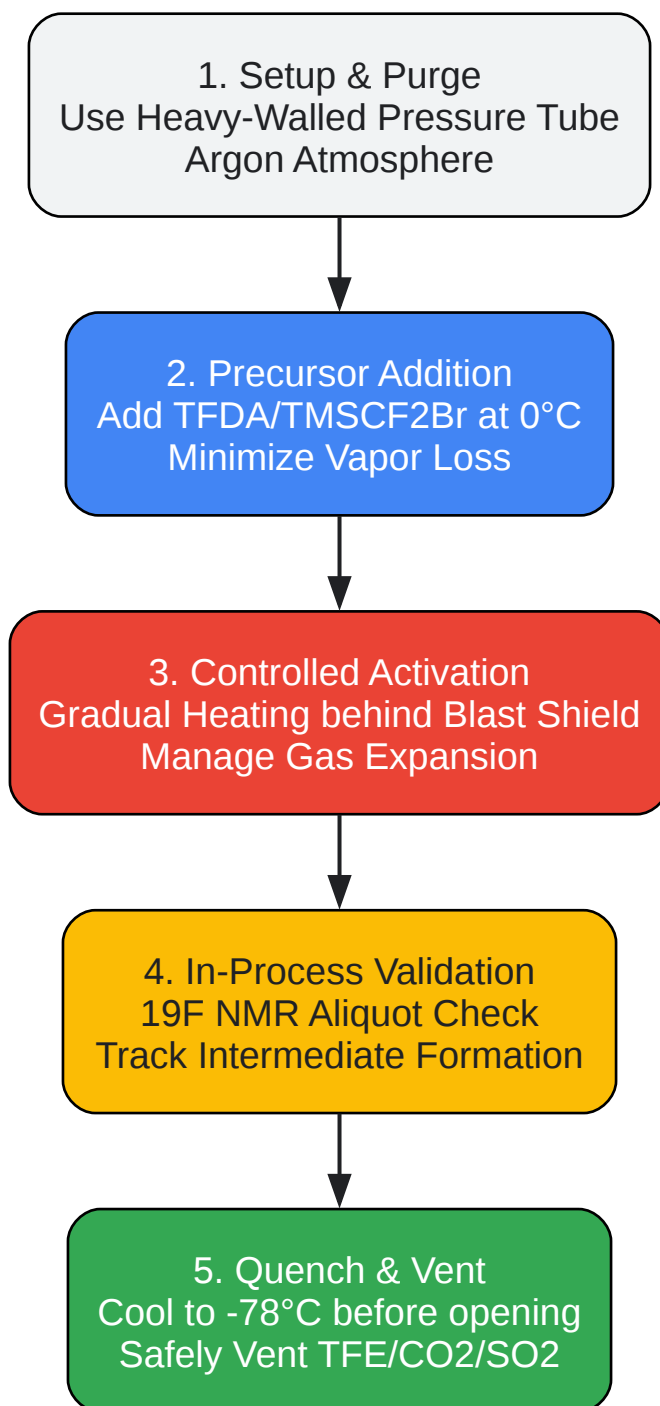 1. Setup & Purge
Use Heavy-Walled Pressure Tube
Argon Atmosphere
2. Precursor Addition
Add TFDA/TMSCF2Br at 0°C
Minimize Vapor Loss
3. Controlled Activation
Gradual Heating behind Blast Shield
Manage Gas Expansion
4. In-Process Validation
19F NMR Aliquot Check
Track Intermediate Formation
5. Quench & Vent
Cool to -78°C before opening
Safely Vent TFE/CO2/SO2